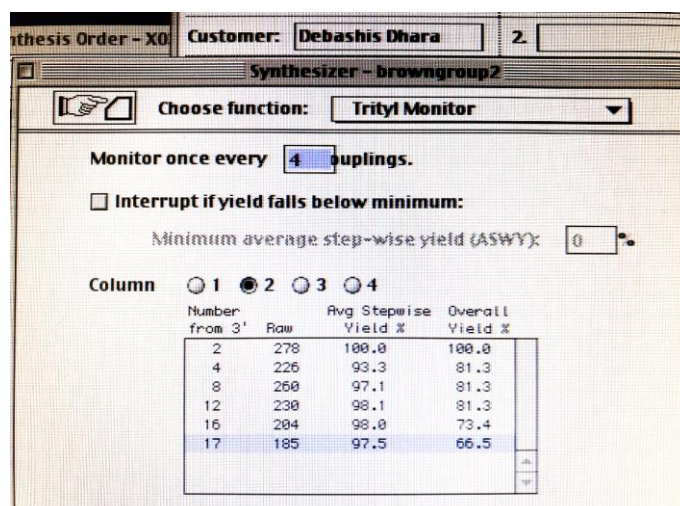 nthesis Order - X0 Customer: Debashis Dhara 2.
Synthesizer - browngroup2
Choose function: Trityl Monitor
Monitor once every 4 ouplings.
Interrupt if yield falls below minimum:
Minimum average step-wise yield (ASWY): 0 %
Column 1 2 3 4
Number Avg Stepwise Overall
from 3' Raw Yield % Yield %
2 278 100.0 100.0
4 226 93.3 81.3
8 260 97.1 81.3
12 230 98.1 81.3
16 204 98.0 73.4
17 185 97.5 66.5